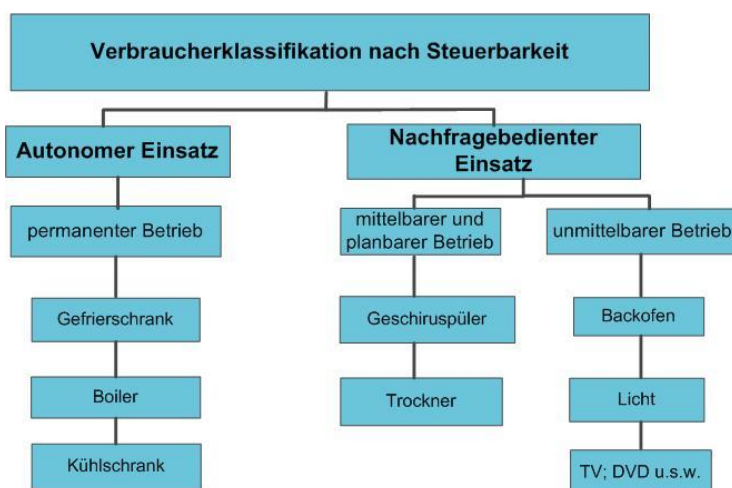 Verbraucherklassifikation nach Steuerbarkeit
Autonomer Einsatz
Nachfragebedienter
Einsatz
permanenter Betrieb
mittelbarer und
planbarer Betrieb
unmittelbarer Betrieb
Gefrierschrank
Geschiruspüler
Backofen
Boiler
Trockner
Licht
Kühlschrank
TV; DVD u.s.w.